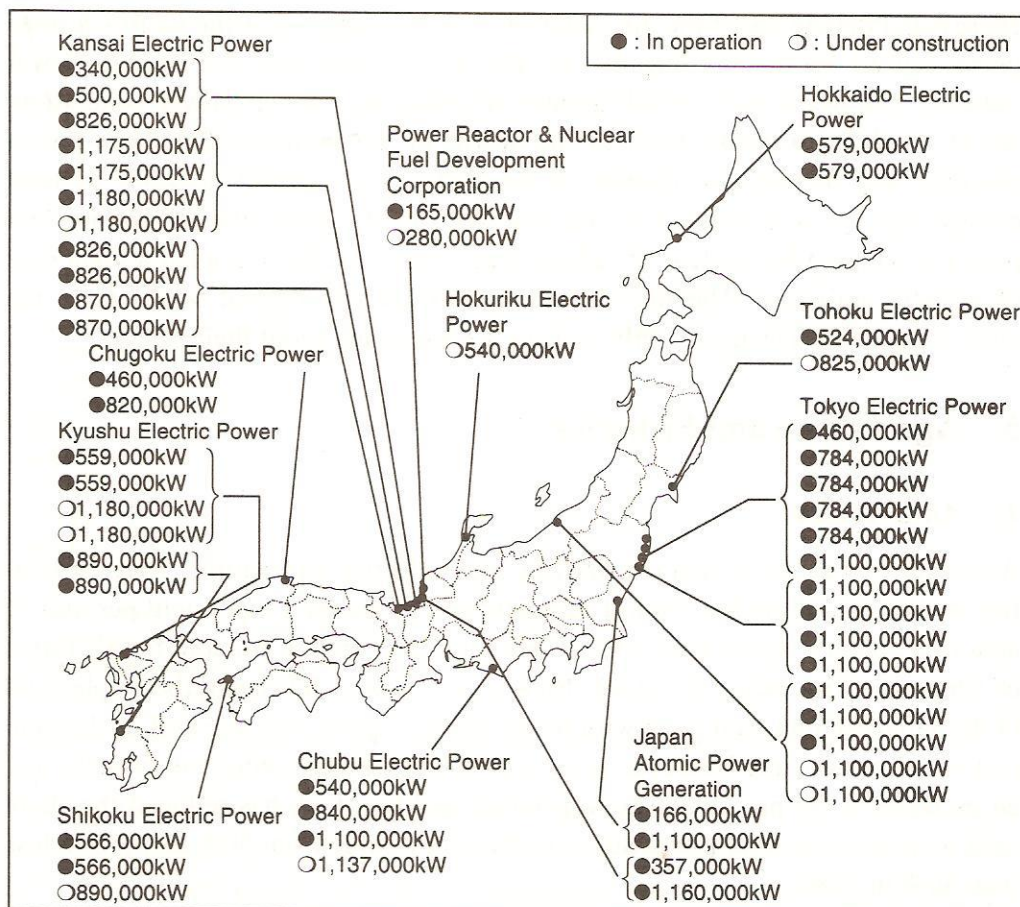 ● : In operation ○ : Under construction
Kansai Electric Power
●340,000kW
●500,000kW
●826,000kW
●1,175,000kW
●1,175,000kW
●1,180,000kW
○1,180,000kW
●826,000kW
●826,000kW
●870,000kW
●870,000kW
Power Reactor & Nuclear
Fuel Development
Corporation
●165,000kW
○280,000kW
Hokkaido Electric
Power
●579,000kW
●579,000kW
Hokuriku Electric
Power
○540,000kW
Tohoku Electric Power
●524,000kW
○825,000kW
Chugoku Electric Power
●460,000kW
●820,000kW
Kyushu Electric Power
●559,000kW
●559,000kW
○1,180,000kW
○1,180,000kW
●890,000kW
●890,000kW
Tokyo Electric Power
●460,000kW
●784,000kW
●784,000kW
●784,000kW
●784,000kW
●1,100,000kW
●1,100,000kW
●1,100,000kW
●1,100,000kW
●1,100,000kW
●1,100,000kW
●1,100,000kW
●1,100,000kW
○1,100,000kW
○1,100,000kW
Shikoku Electric Power
●566,000kW
●566,000kW
○890,000kW
Chubu Electric Power
●540,000kW
●840,000kW
●1,100,000kW
○1,137,000kW
Japan
Atomic Power
Generation
●166,000kW
●1,100,000kW
●357,000kW
●1,160,000kW